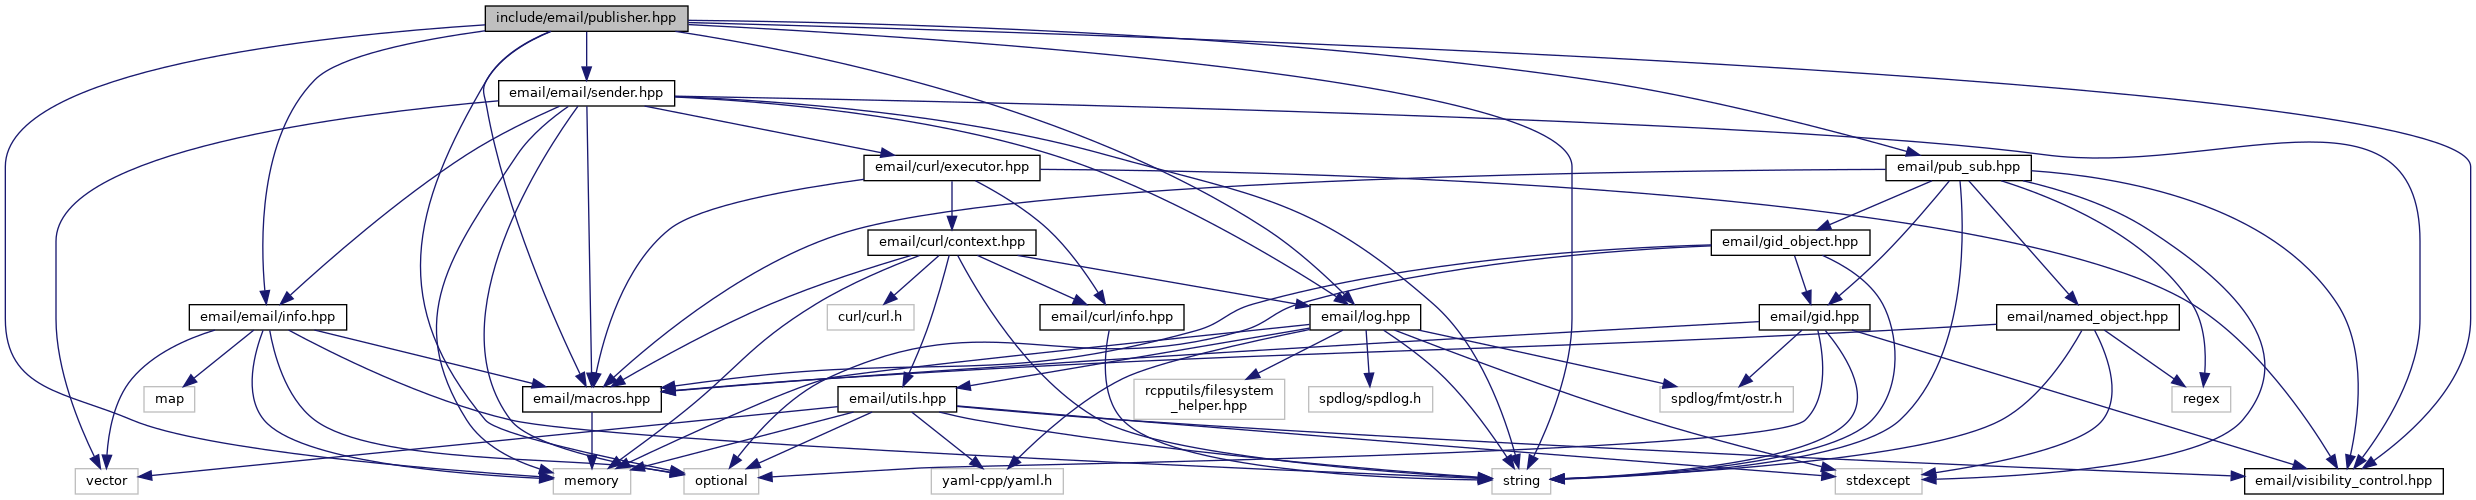 include/email/publisher.hpp
email/email/sender.hpp
email/curl/executor.hpp
email/pub_sub.hpp
email/curl/context.hpp
email/gid_object.hpp
email/email/info.hpp
curl/curl.h
email/curl/info.hpp
email/log.hpp
email/gid.hpp
email/named_object.hpp
map
email/macros.hpp
email/utils.hpp
rcpputils/filesystem
_helper.hpp
spdlog/spdlog.h
spdlog/fmt/ostr.h
regex
vector
memory
optional
yaml-cpp/yaml.h
string
stdexcept
email/visibility_control.hpp